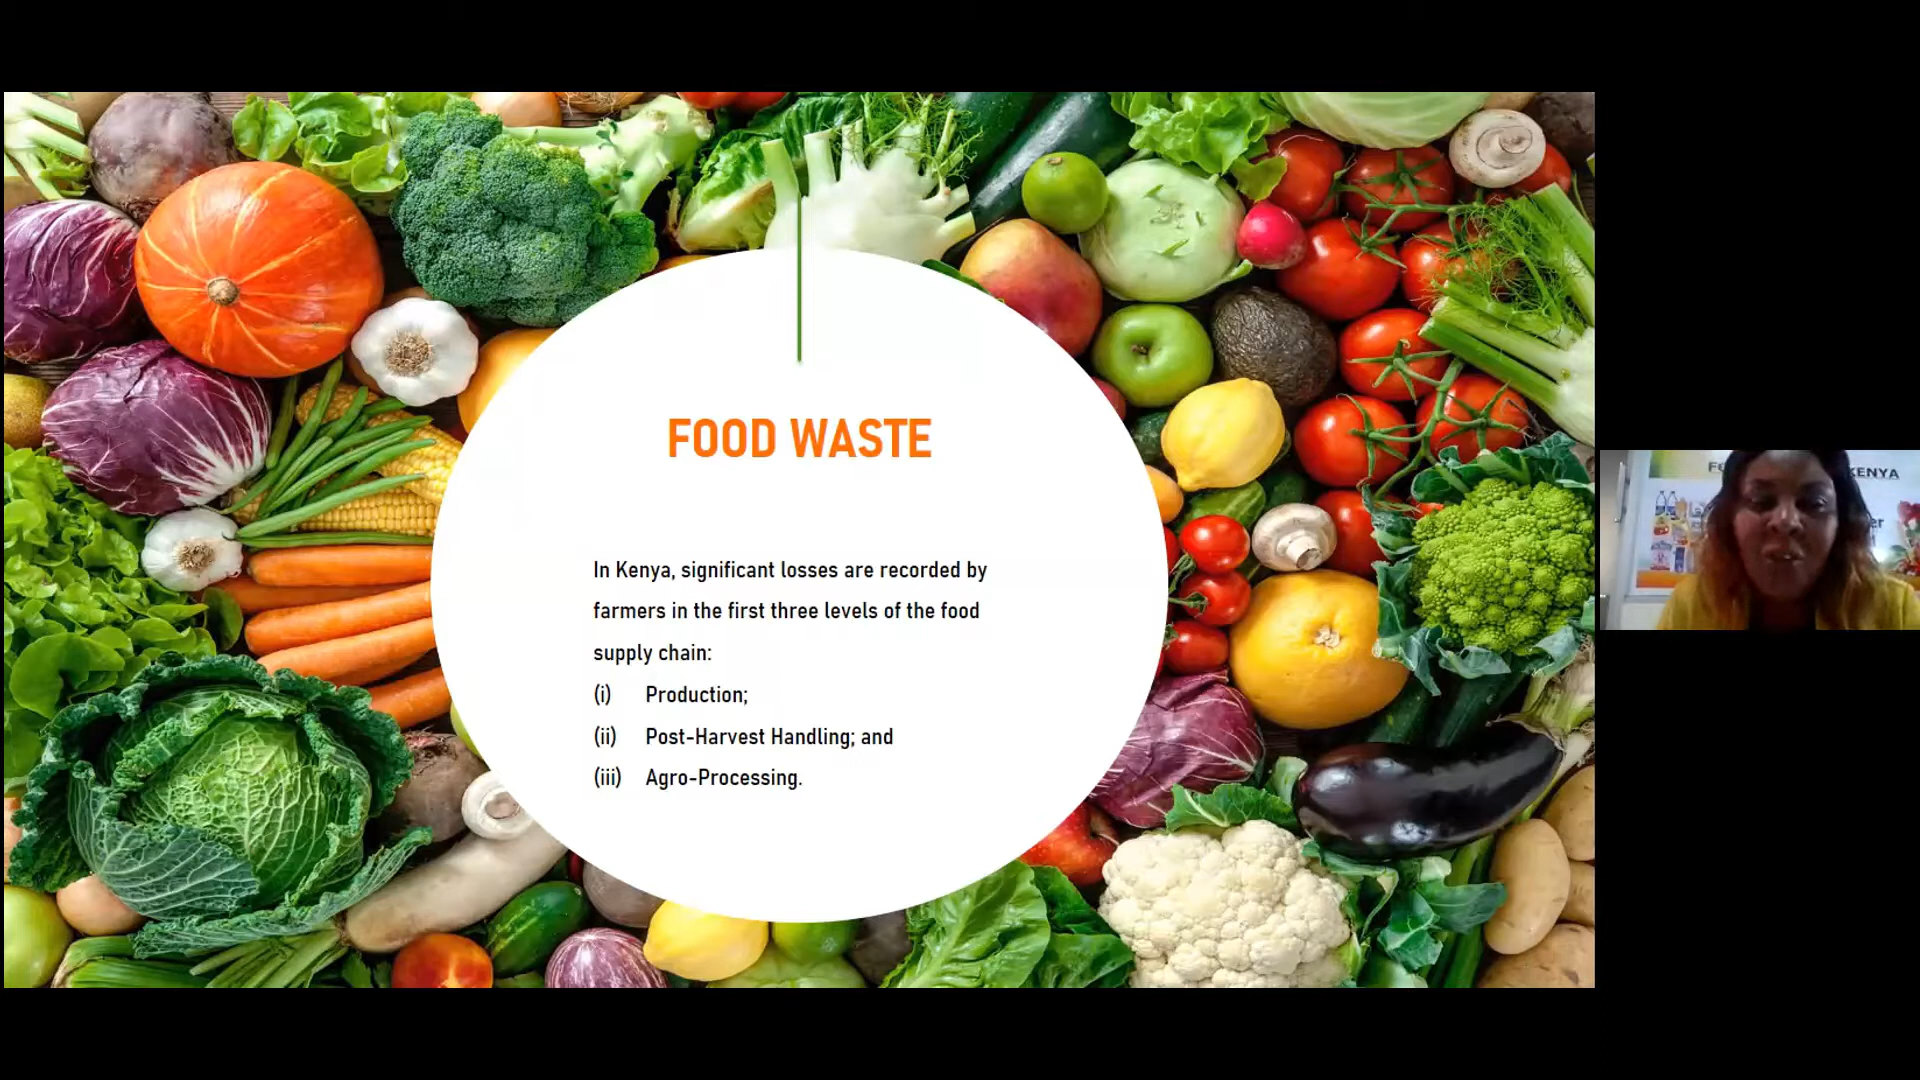 FOOD WASTE
In Kenya, significant losses are recorded by
farmers in the first three levels of the food
supply chain:
(i) Production;
(ii) Post-Harvest Handling; and
(iii) Agro-Processing.
KENYA